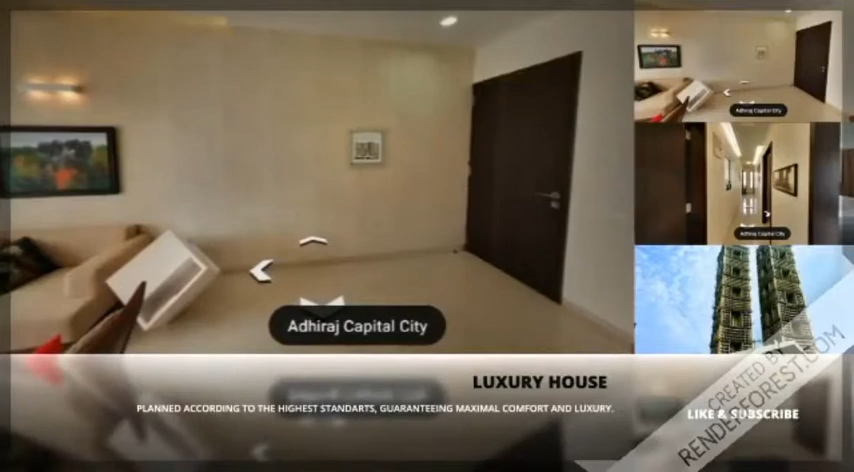 Adhiraj Capital City
Adhiraj Capital City
Adhiraj Capital City
LUXURY HOUSE
PLANNED ACCORDING TO THE HIGHEST STANDARTS, GUARANTEEING MAXIMAL COMFORT AND LUXURY.
LIKE & SUBSCRIBE
CREATED BY
RENDERFOREST.COM